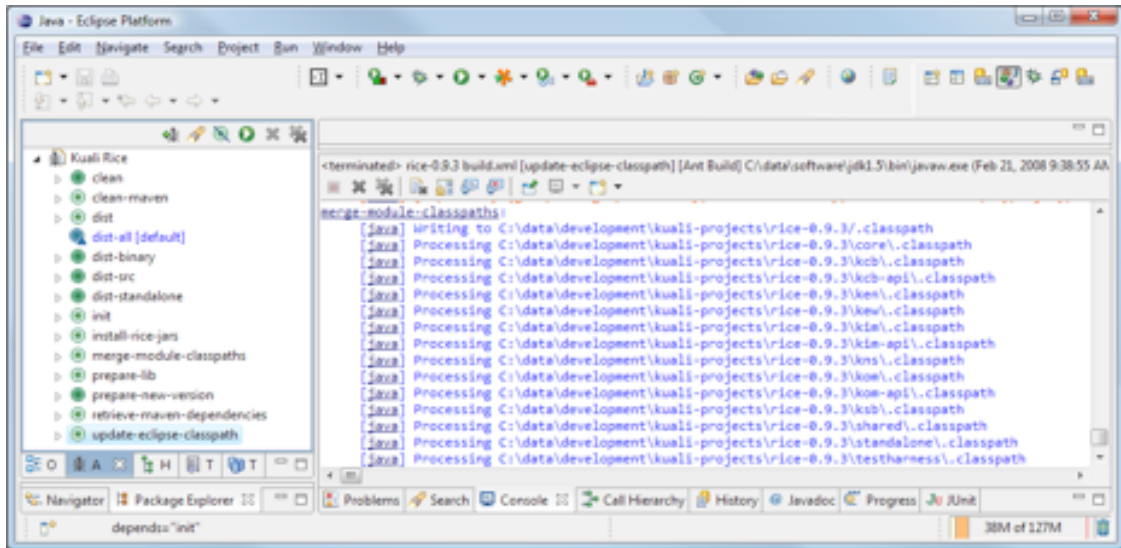 Java - Eclipse Platform
File Edit Navigate Search Project Run Window Help
Kuali Rice
clean
clean-maven
dist
dist-all [default]
dist-binary
dist-src
dist-standalone
init
install-rice-jars
merge-module-classpaths
prepare-lib
prepare-new-version
retrieve-maven-dependencies
update-eclipse-classpath
O A H T T
Navigator Package Explorer
<terminated> rice-0.9.3 build.xml [update-eclipse-classpath] [Ant Build] C:\data\software\jdk1.5\bin\javaw.exe (Feb 21, 2008 9:38:55 AM
merge-module-classpaths:
[java] Writing to C:\data\development\kuali-projects\rice-0.9.3/.classpath
[java] Processing C:\data\development\kuali-projects\rice-0.9.3\core\.classpath
[java] Processing C:\data\development\kuali-projects\rice-0.9.3\kcb\.classpath
[java] Processing C:\data\development\kuali-projects\rice-0.9.3\kcb-api\.classpath
[java] Processing C:\data\development\kuali-projects\rice-0.9.3\ken\.classpath
[java] Processing C:\data\development\kuali-projects\rice-0.9.3\kew\.classpath
[java] Processing C:\data\development\kuali-projects\rice-0.9.3\kim\.classpath
[java] Processing C:\data\development\kuali-projects\rice-0.9.3\kim-api\.classpath
[java] Processing C:\data\development\kuali-projects\rice-0.9.3\kns\.classpath
[java] Processing C:\data\development\kuali-projects\rice-0.9.3\kom\.classpath
[java] Processing C:\data\development\kuali-projects\rice-0.9.3\kom-api\.classpath
[java] Processing C:\data\development\kuali-projects\rice-0.9.3\ksb\.classpath
[java] Processing C:\data\development\kuali-projects\rice-0.9.3\shared\.classpath
[java] Processing C:\data\development\kuali-projects\rice-0.9.3\standalone\.classpath
[java] Processing C:\data\development\kuali-projects\rice-0.9.3\testharness\.classpath
Problems Search Console Call Hierarchy History Javadoc Progress JUnit
depends="init"
38M of 127M